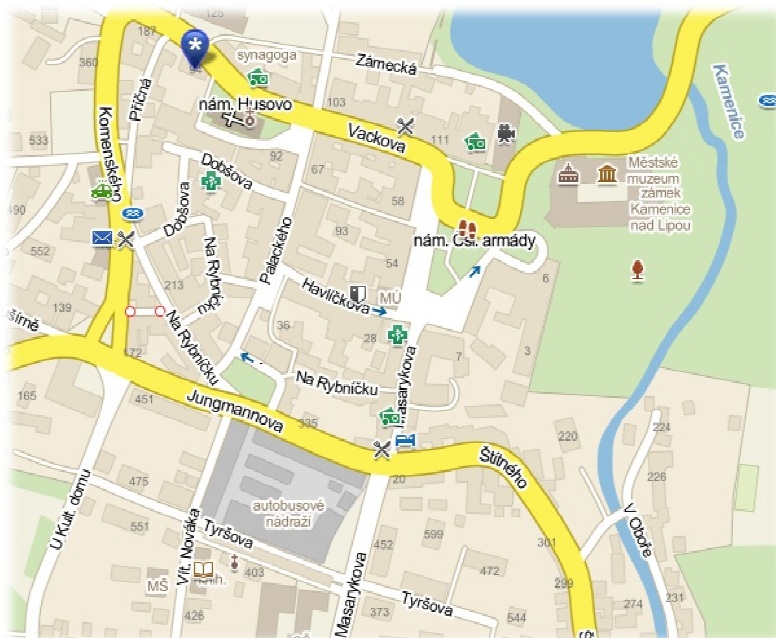 125
187
360
94
*
synagoga
Zámecká
Příčná
nám. Husovo
103
Kamenice
Vackova
111
533
Komenského
92
67
Dobšova
Městské
muzeum
zámek
Kamenice
nad Lipou
490
Dobšova
58
93
Palackého
nám. Čsl. armády
552
Na Rybníčku
54
213
Havlíčkova
MÚ
6
139
Na Rybníčku
36
28
172
7
3
Masarykova
Na Rybníčku
165
451
Jungmannova
335
220
224
Štítného
20
226
475
autobusové
nádraží
U Kult. domu
551
Tyršova
Vít. Nováka
599
452
301
V Oboře
MŠ
knih.
403
472
299
426
Masarykova
373
Tyršova
544
274
231